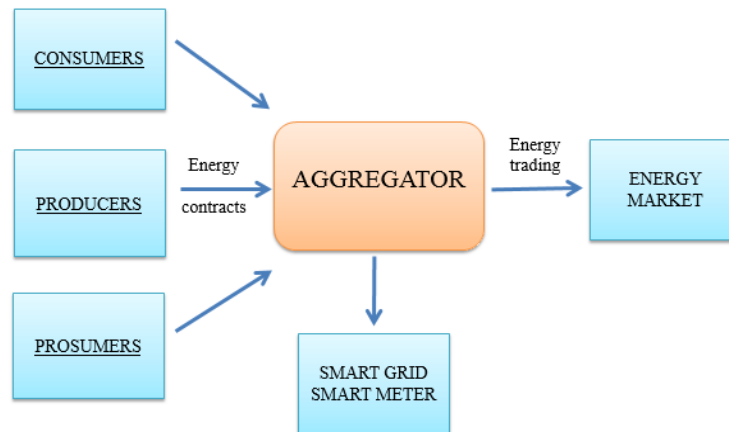 CONSUMERS
PRODUCERS
PROSUMERS
Energy
contracts
AGGREGATOR
Energy
trading
ENERGY
MARKET
SMART GRID
SMART METER